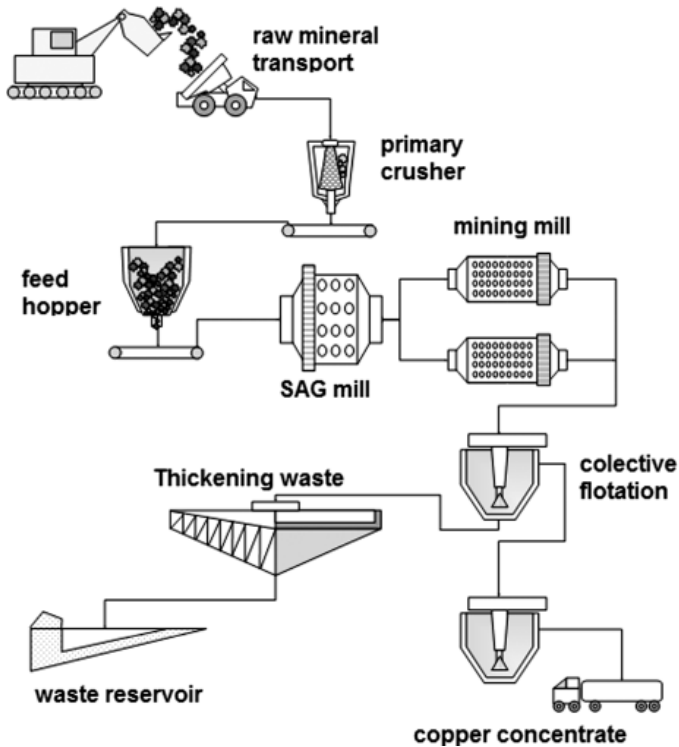 raw mineral
transport
primary
crusher
mining mill
feed
hopper
SAG mill
colective
flotation
Thickening waste
waste reservoir
copper concentrate